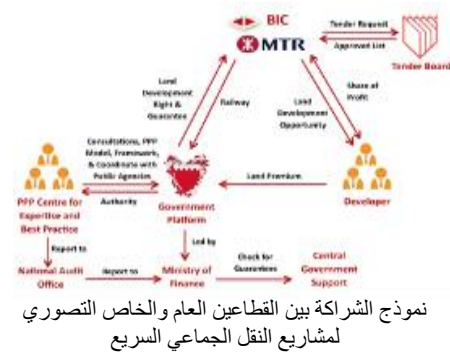 BIC
MTR
Tender Request
Approved List
Tender Board
Land
Development
Right &
Guarantee
Railway
Land
Development
Opportunity
Share of
Profit
Consultations, PPP
Model, Framework,
& Coordinate with
Public Agencies
Authority
PPP Centre for
Expertise and
Best Practice
Government
Platform
Land Premium
Developer
Report to
Led by
National Audit
Office
Report to
Ministry of
Finance
Check for
Guarantees
Central
Government
Support
نموذج الشراكة بين القطاعين العام والخاص التصوري
لمشاريع النقل الجماعي السريع